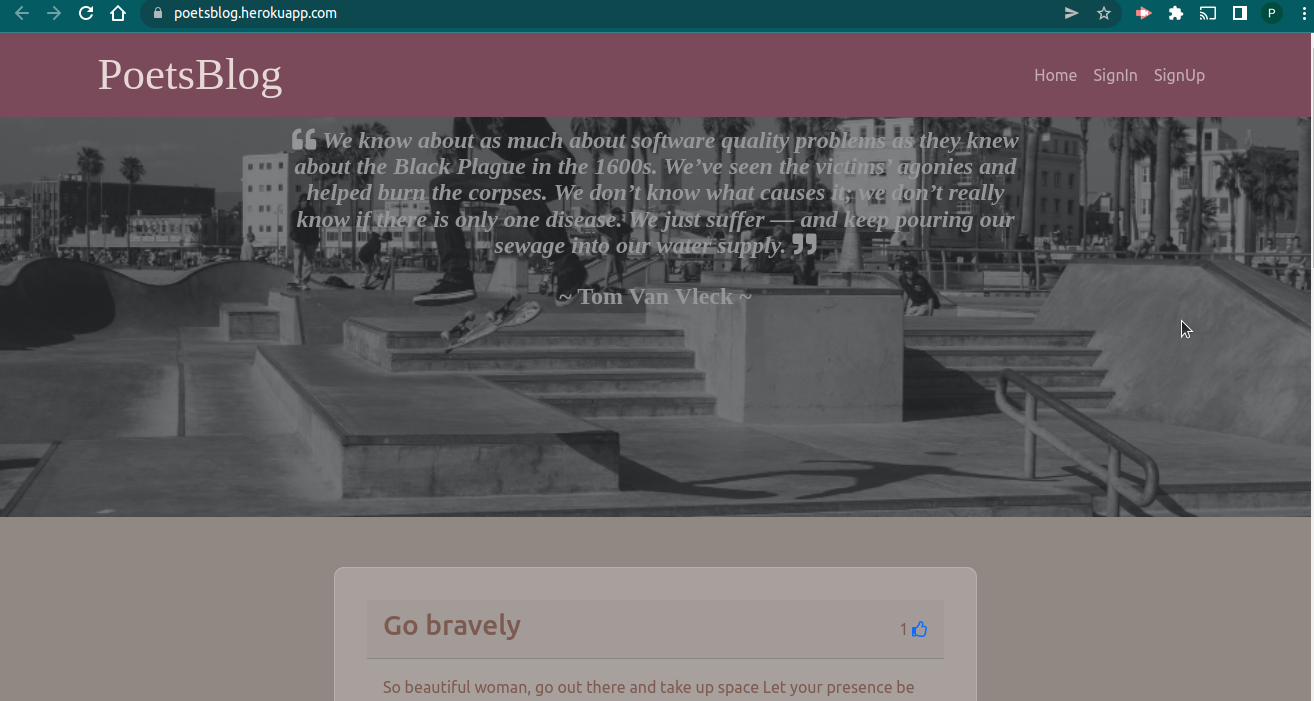 poetsblog.herokuapp.com
P
PoetsBlog
Home SignIn SignUp
❝ We know about as much about software quality problems as they knew
about the Black Plague in the 1600s. We’ve seen the victims’ agonies and
helped burn the corpses. We don’t know what causes it; we don’t really
know if there is only one disease. We just suffer — and keep pouring our
sewage into our water supply. ❞
~ Tom Van Vleck ~
Go bravely
1
So beautiful woman, go out there and take up space Let your presence be